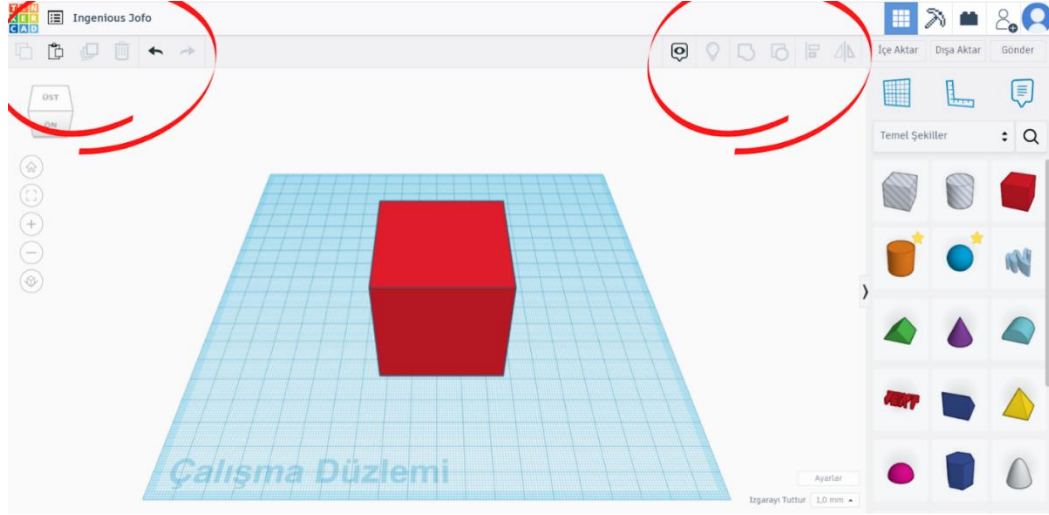 TIN
KER
CAD
Ingenious Jofo
İçe Aktar Dışa Aktar Gönder
ÜST
ÖN
Temel Şekiller
TEXT
Çalışma Düzlemi
Ayarlar
Izgarayı Tuttur 1,0 mm